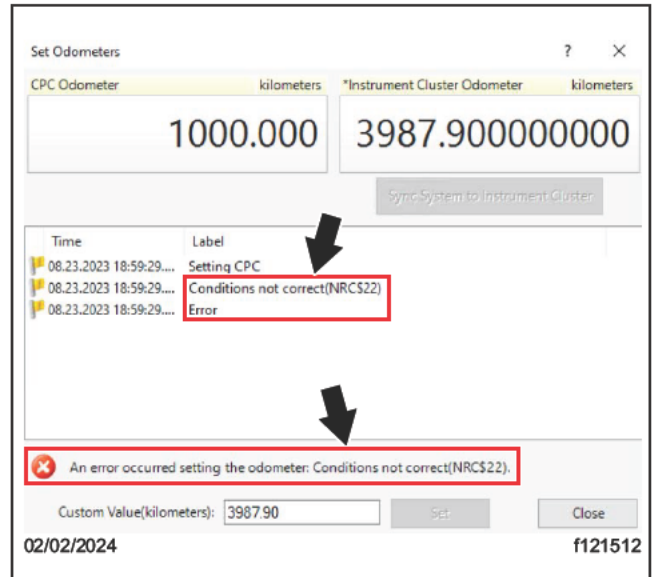 Set Odometers ? ×
CPC Odometer kilometers *Instrument Cluster Odometer kilometers
1000.000 3987.900000000
Sync System to Instrument Cluster
Time Label
08.23.2023 18:59:29.... Setting CPC
08.23.2023 18:59:29.... Conditions not correct(NRC$22)
08.23.2023 18:59:29.... Error
An error occurred setting the odometer: Conditions not correct(NRC$22).
Custom Value(kilometers): 3987.90 Set Close
02/02/2024 f121512